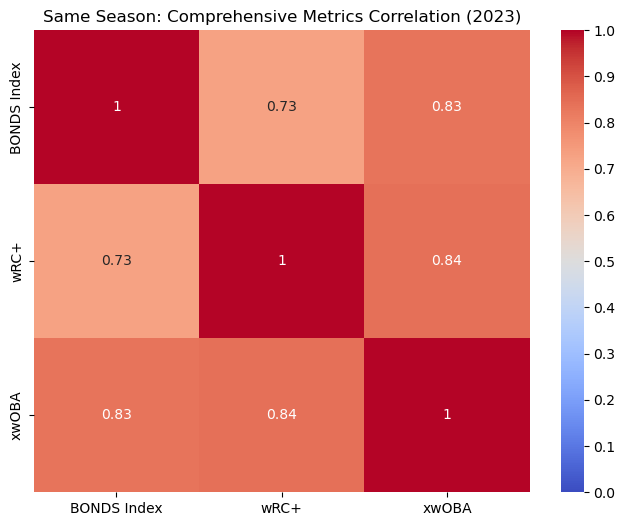 Same Season: Comprehensive Metrics Correlation (2023)
BONDS Index
1
0.73
0.83
wRC+
0.73
1
0.84
xwOBA
0.83
0.84
1
BONDS Index
wRC+
xwOBA
1.0
0.9
0.8
0.7
0.6
0.5
0.4
0.3
0.2
0.1
0.0